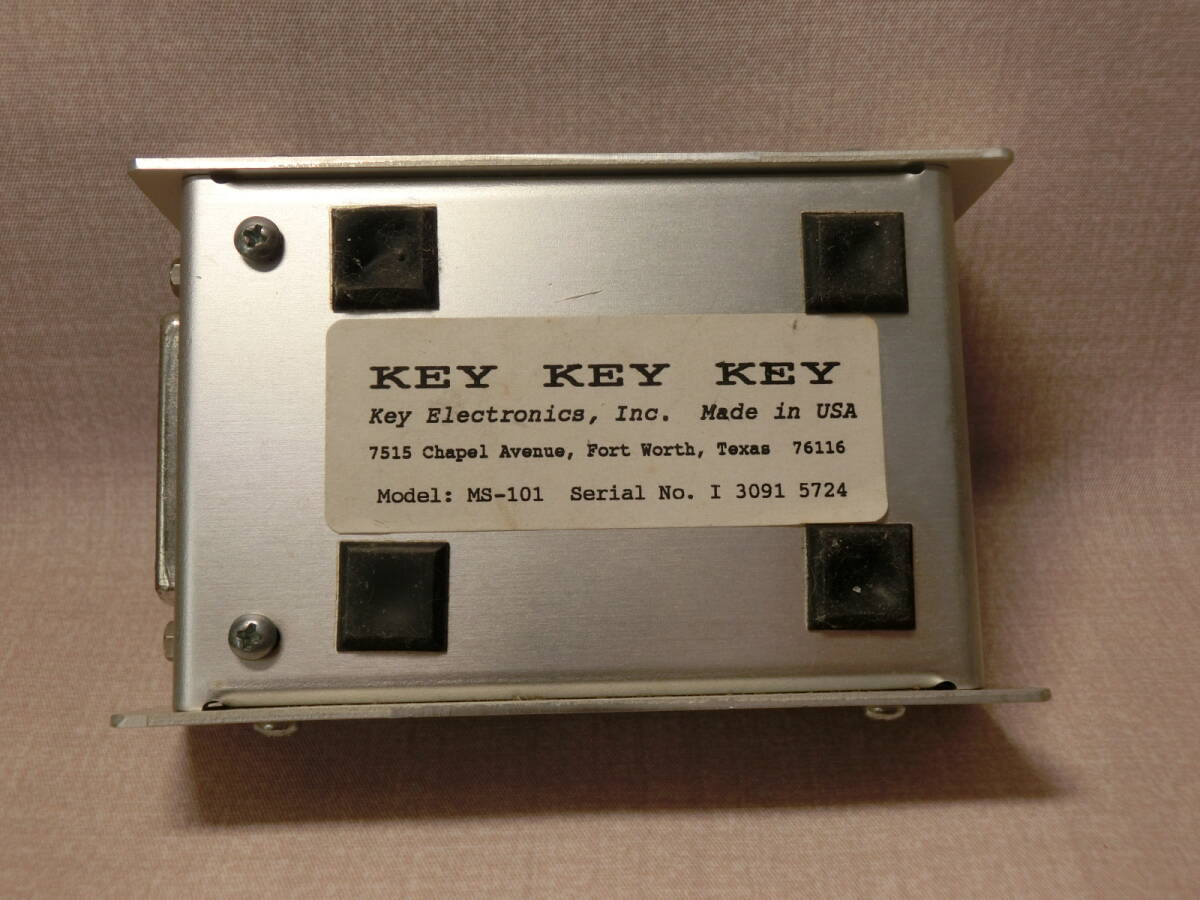 KEY KEY KEY
Key Electronics, Inc. Made in USA
7515 Chapel Avenue, Fort Worth, Texas 76116
Model: MS-101 Serial No. I 3091 5724